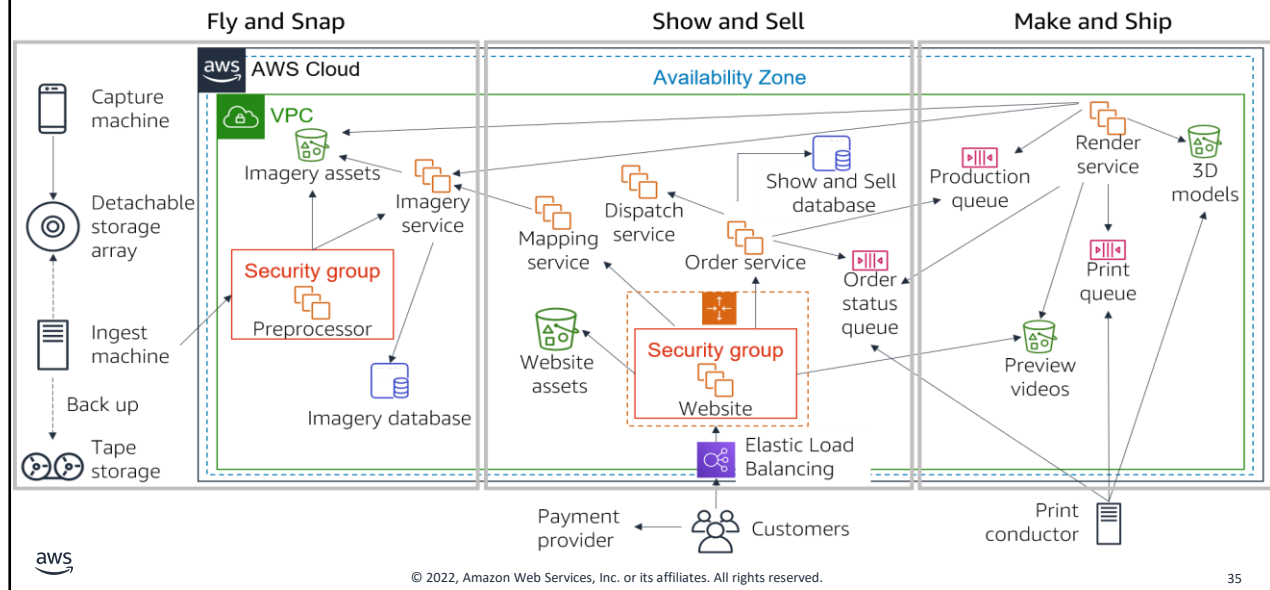 Fly and Snap
Show and Sell
Make and Ship
aws
AWS Cloud
Availability Zone
VPC
Capture
machine
Detachable
storage
array
Ingest
machine
Back up
Tape
storage
Imagery assets
Imagery
service
Security group
Preprocessor
Imagery database
Mapping
service
Dispatch
service
Show and Sell
database
Order service
Website
assets
Security group
Website
Elastic Load
Balancing
Order
status
queue
Production
queue
Render
service
3D
models
Print
queue
Preview
videos
Payment
provider
Customers
Print
conductor
aws
© 2022, Amazon Web Services, Inc. or its affiliates. All rights reserved.
35